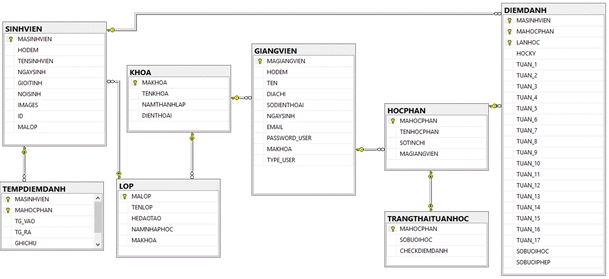 SINHVIEN
MASINHVIEN
HODEM
TENSINHVIEN
NGAYSINH
GIOITINH
NOISINH
IMAGES
ID
MALOP
TEMPDIEMDANH
MASINHVIEN
MAHOCPHAN
TG_VAO
TG_RA
GHICHU
KHOA
MAKHOA
TENKHOA
NAMTHANHLAP
DIENTHOAI
LOP
MALOP
TENLOP
HEDAOTAO
NAMNHAPHOC
MAKHOA
GIANGVIEN
MAGIANGVIEN
HODEM
TEN
DIACHI
SODIENTHOAI
NGAYSINH
EMAIL
PASSWORD_USER
MAKHOA
TYPE_USER
HOCPHAN
MAHOCPHAN
TENHOCPHAN
SOTINCHI
MAGIANGVIEN
TRANGTHAITUANHOC
MAHOCPHAN
SOBUOIHOC
CHECKDIEMDANH
DIEMDANH
MASINHVIEN
MAHOCPHAN
LANHOC
HOCKY
TUAN_1
TUAN_2
TUAN_3
TUAN_4
TUAN_5
TUAN_6
TUAN_7
TUAN_8
TUAN_9
TUAN_10
TUAN_11
TUAN_12
TUAN_13
TUAN_14
TUAN_15
TUAN_16
TUAN_17
SOBUOIHOC
SOBUOIPHEP